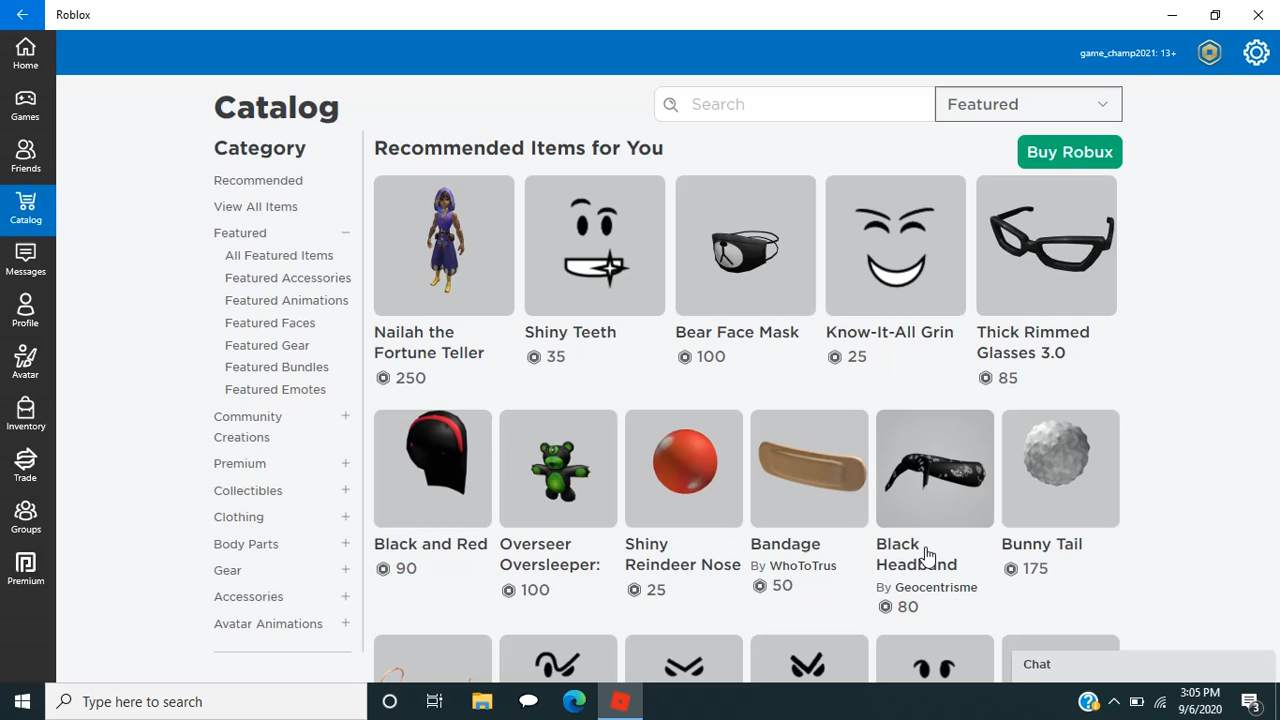 Roblox
game_champ2021: 13+
Home
Games
Friends
Catalog
Messages
Profile
Avatar
Inventory
Trade
Groups
Premium
Catalog
Search
Featured
Category
Recommended
View All Items
Featured
All Featured Items
Featured Accessories
Featured Animations
Featured Faces
Featured Gear
Featured Bundles
Featured Emotes
Community
Creations
Premium
Collectibles
Clothing
Body Parts
Gear
Accessories
Avatar Animations
Recommended Items for You
Buy Robux
Nailah the
Fortune Teller
250
Shiny Teeth
35
Bear Face Mask
100
Know-It-All Grin
25
Thick Rimmed
Glasses 3.0
85
Black and Red
90
Overseer
Oversleeper:
100
Shiny
Reindeer Nose
25
Bandage
By WhoToTrus
50
Black
Headband
By Geocentrisme
80
Bunny Tail
175
Chat
Type here to search
3:05 PM
9/6/2020
3